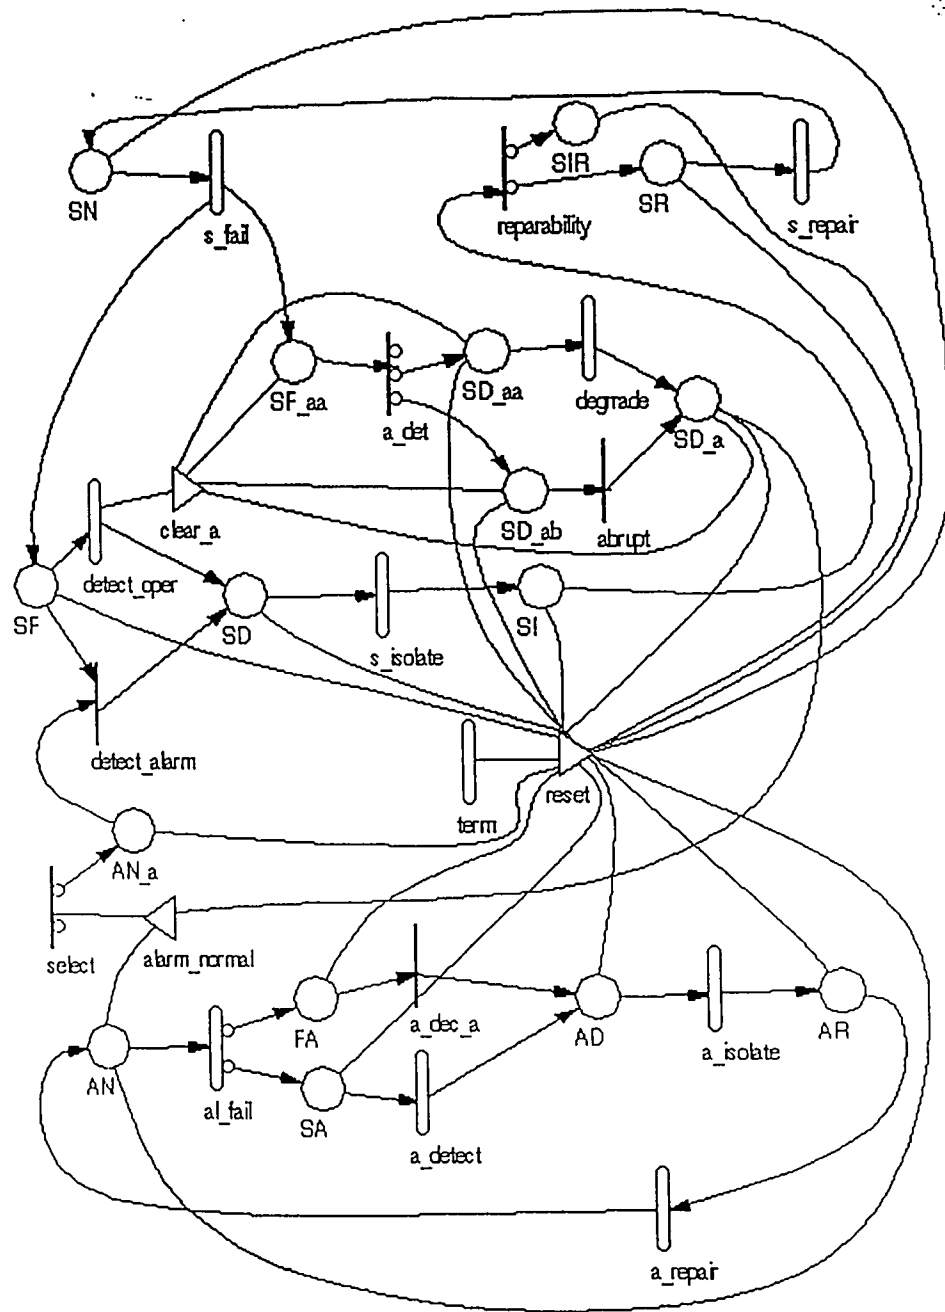 SIR
SN
SR
s_fail
reparability
s_repair
SF_aa
SD_aa
degrrade
a_det
SD_a
clear_a
SD_ab
abrupt
detect_oper
SF
SD
SI
s_isolate
detect_alarm
reset
term
AN_a
select
alarm_normal
FA
a_dec_a
AD
AR
a_isolate
AN
al_fail
SA
a_detect
a_repair